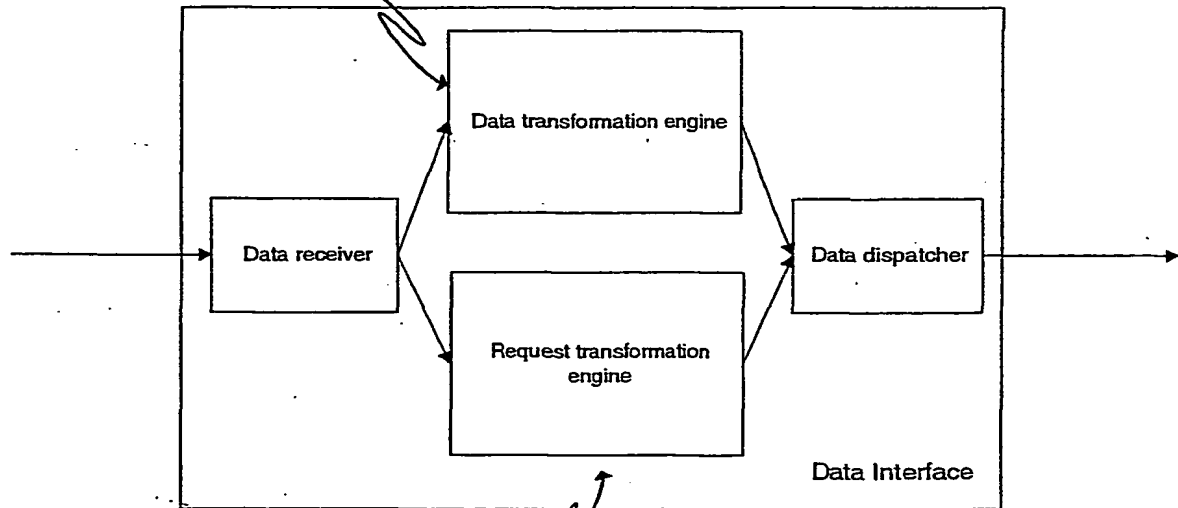 Data transformation engine
Data receiver
Data dispatcher
Request transformation
engine
Data Interface